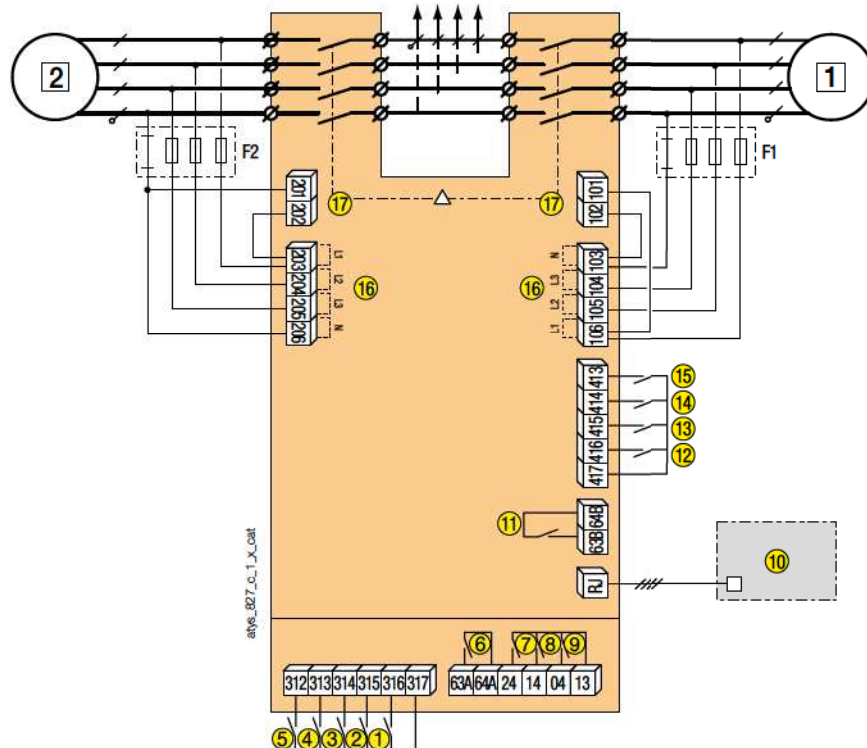 2
1
F2
F1
201
202
101
102
17
17
203
204
205
206
L1
L2
L3
N
16
16
N
L3
L2
L1
103
104
105
106
413
414
415
416
417
15
14
13
12
11
64B
63B
RJ
10
atys_827_c_1_x_cat
6
7
8
9
312 313 314 315 316 317
63A 64A 24 14 04 13
5 4 3 2 1